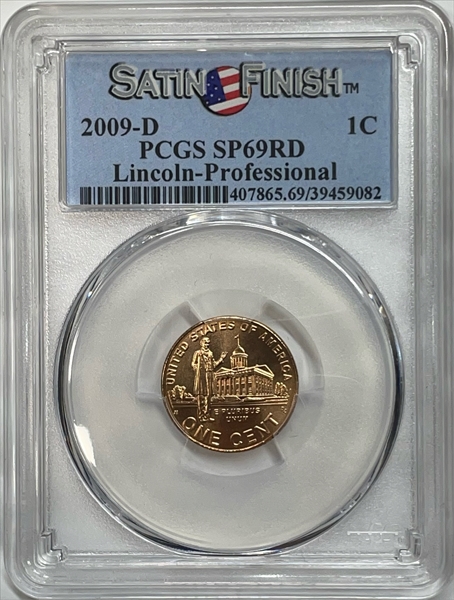 SATIN FINISH™
2009-D 1C
PCGS SP69RD
Lincoln-Professional
407865.69/39459082
UNITED STATES OF AMERICA
E PLURIBUS
UNUM
ONE CENT